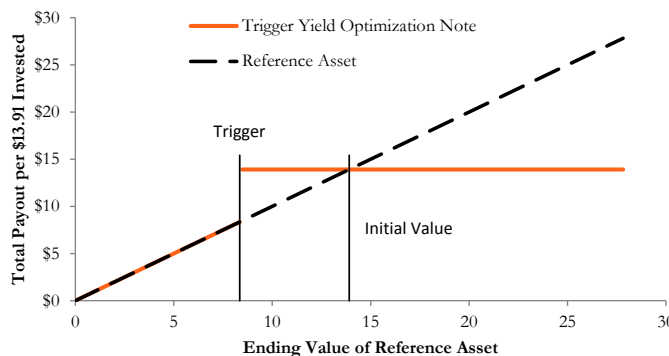 Trigger Yield Optimization Note
Reference Asset
Total Payout per $13.91 Invested
$30
$25
$20
$15
$10
$5
$0
Trigger
Initial Value
0 5 10 15 20 25 30
Ending Value of Reference Asset